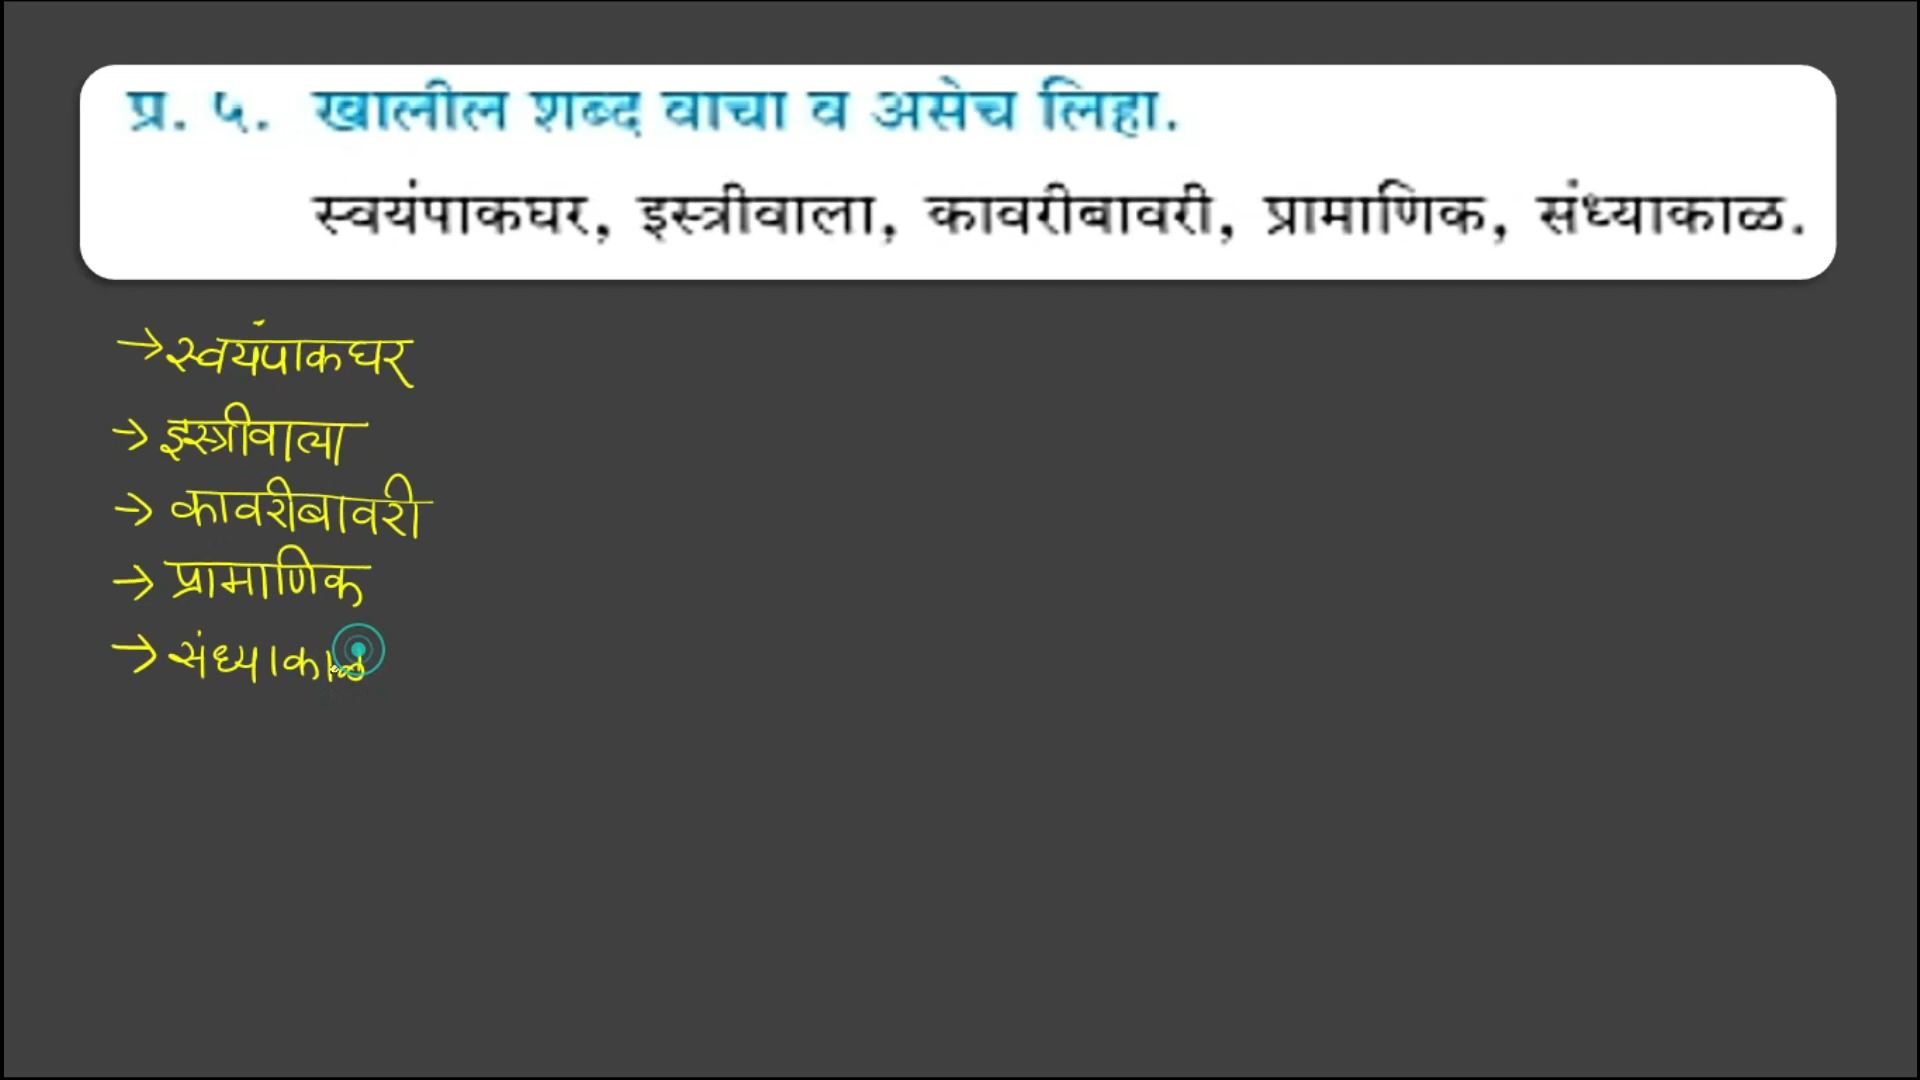 प्र. ५. खालील शब्द वाचा व असेच लिहा.
स्वयंपाकघर, इस्त्रीवाला, कावरीबावरी, प्रामाणिक, संध्याकाळ.
→ स्वयंपाकघर
→ इस्त्रीवाला
→ कावरीबावरी
→ प्रामाणिक
→ संध्याकाळ